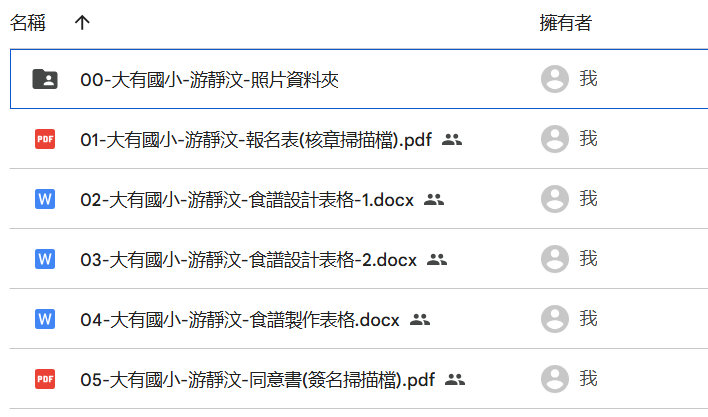 名稱 ↑ 擁有者
00-大有國小-游靜汶-照片資料夾 我
PDF 01-大有國小-游靜汶-報名表(核章掃描檔).pdf 我
W 02-大有國小-游靜汶-食譜設計表格-1.docx 我
W 03-大有國小-游靜汶-食譜設計表格-2.docx 我
W 04-大有國小-游靜汶-食譜製作表格.docx 我
PDF 05-大有國小-游靜汶-同意書(簽名掃描檔).pdf 我